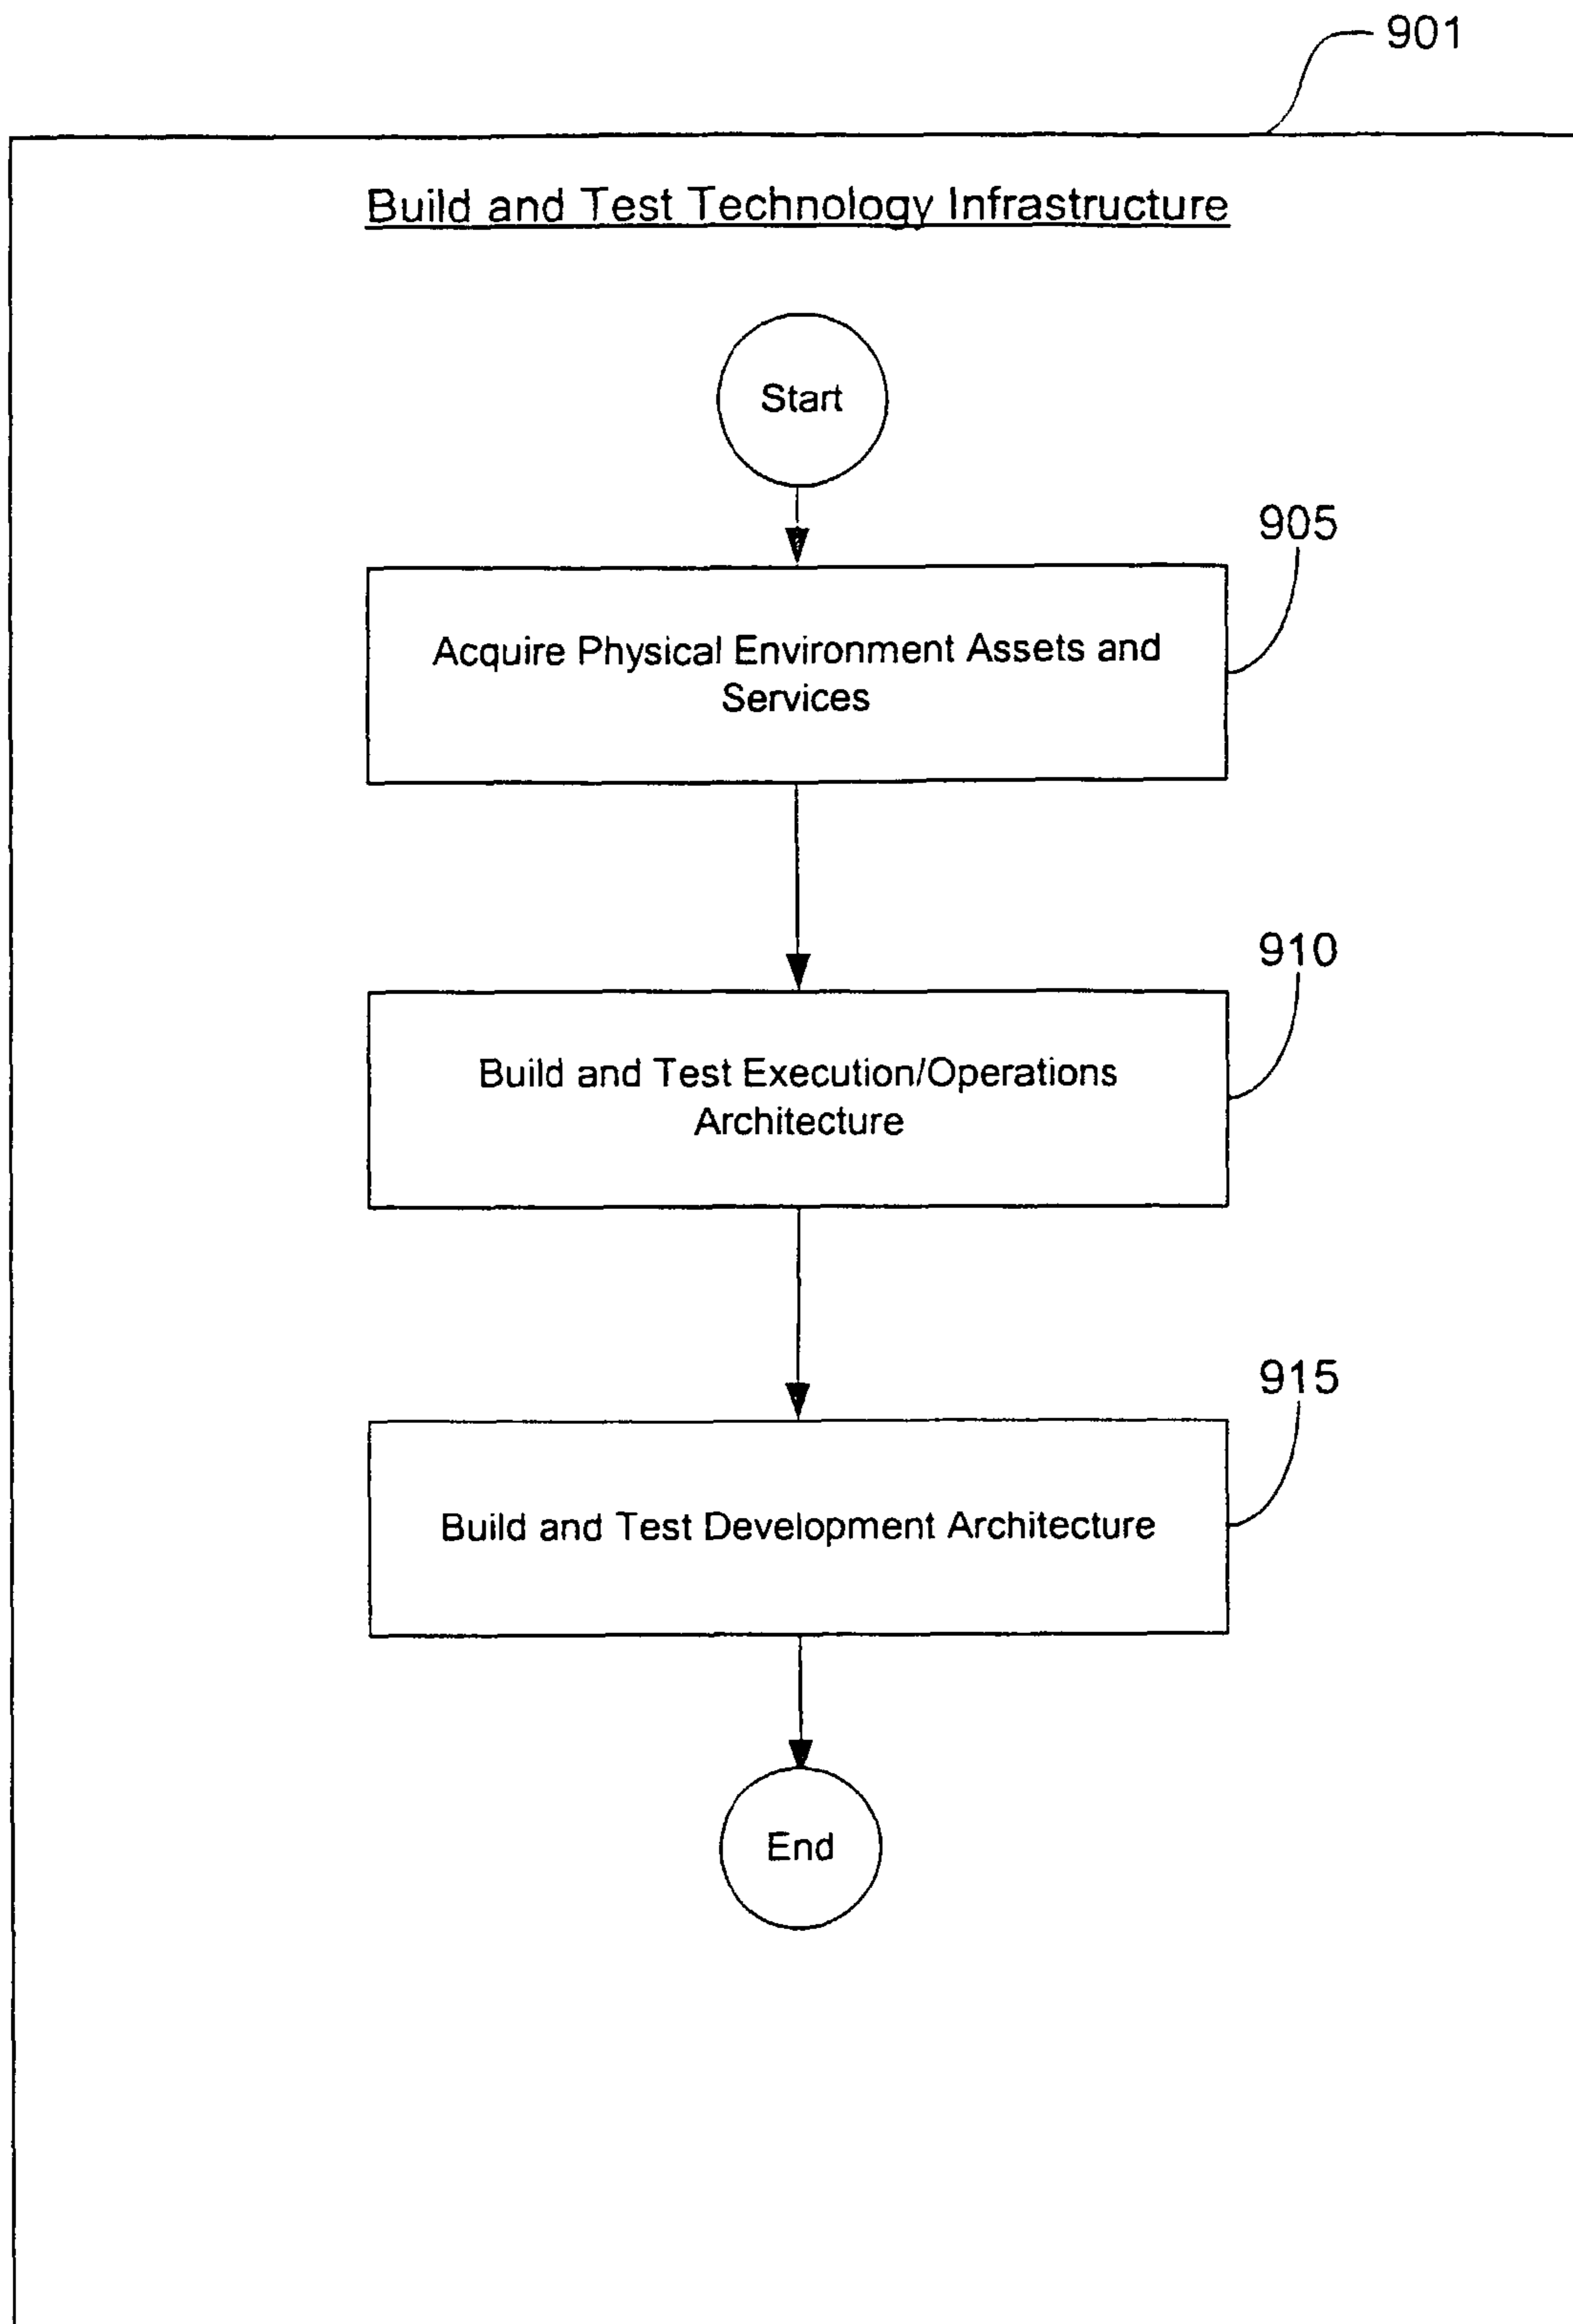 901
Build and Test Technology Infrastructure
Start
905
Acquire Physical Environment Assets and
Services
910
Build and Test Execution/Operations
Architecture
915
Build and Test Development Architecture
End